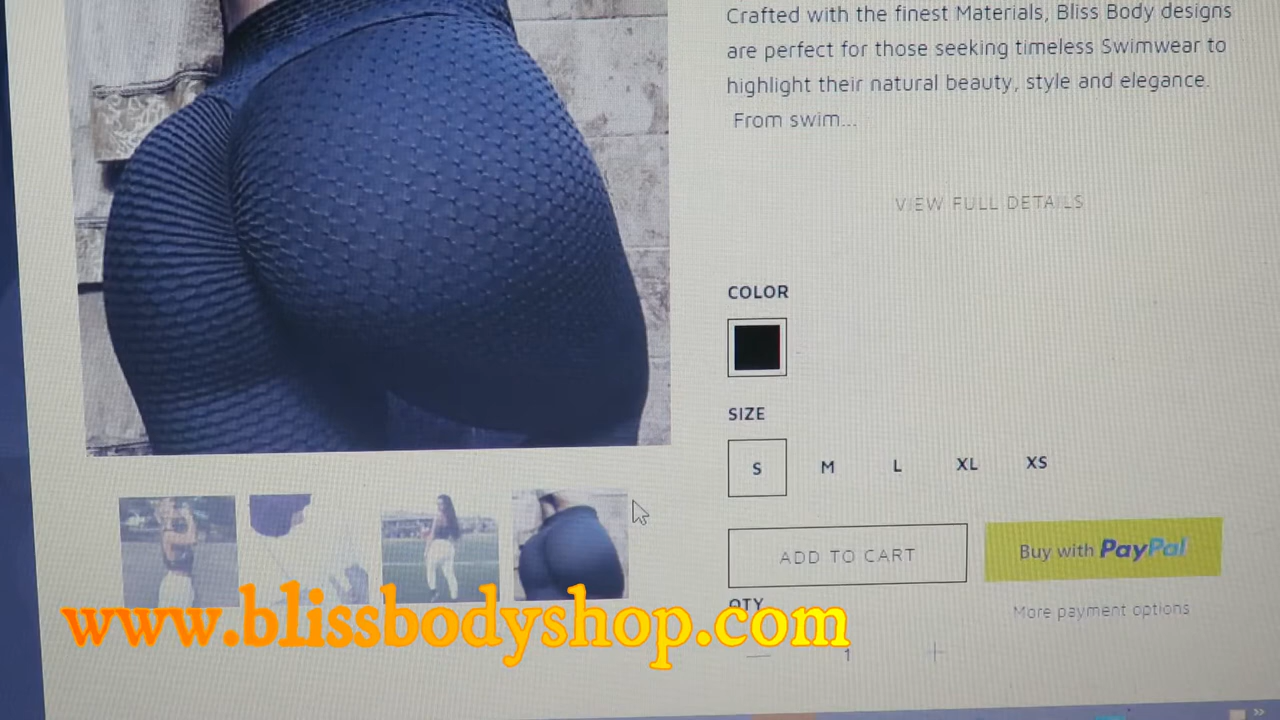 Crafted with the finest Materials, Bliss Body designs
are perfect for those seeking timeless Swimwear to
highlight their natural beauty, style and elegance.
From swim...
VIEW FULL DETAILS
COLOR
SIZE
S M L XL XS
ADD TO CART
Buy with PayPal
QTY
More payment options
1
www.blissbodyshop.com